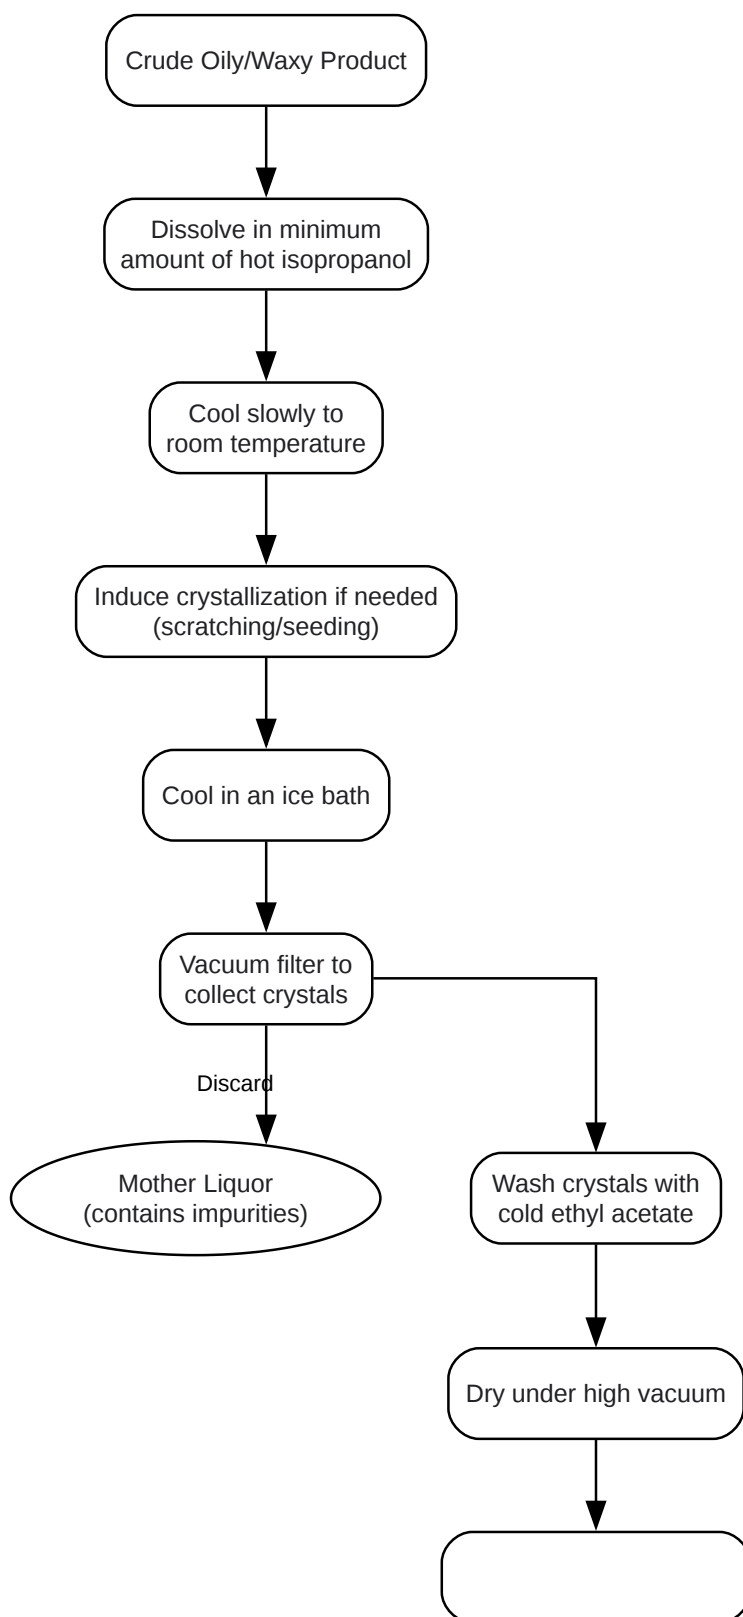 Crude Oily/Waxy Product
Dissolve in minimum
amount of hot isopropanol
Cool slowly to
room temperature
Induce crystallization if needed
(scratching/seeding)
Cool in an ice bath
Vacuum filter to
collect crystals
Discard
Mother Liquor
(contains impurities)
Wash crystals with
cold ethyl acetate
Dry under high vacuum